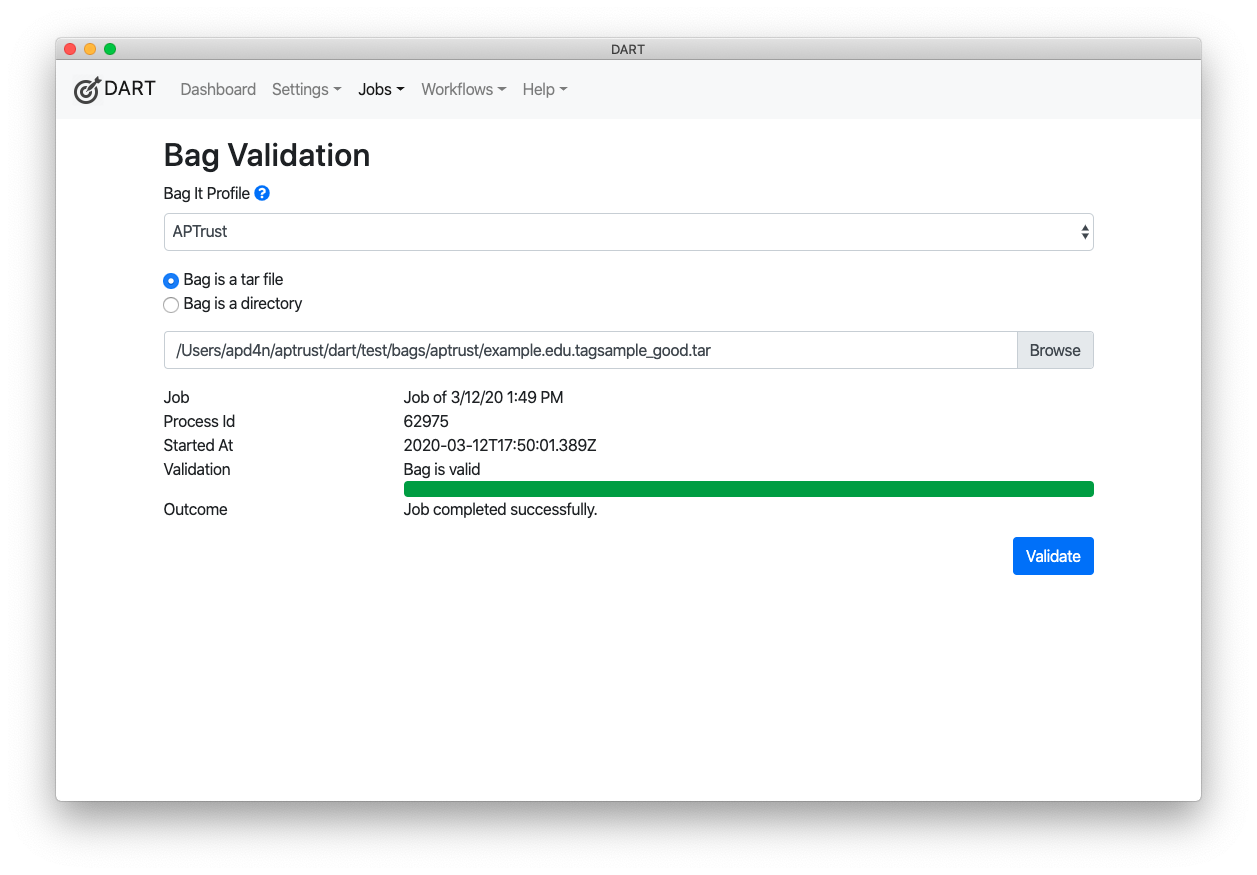 DART
DART Dashboard Settings Jobs Workflows Help
Bag Validation
Bag It Profile ?
APTrust
Bag is a tar file
Bag is a directory
/Users/apd4n/aptrust/dart/test/bags/aptrust/example.edu.tagsample_good.tar Browse
Job Job of 3/12/20 1:49 PM
Process Id 62975
Started At 2020-03-12T17:50:01.389Z
Validation Bag is valid
Outcome Job completed successfully.
Validate